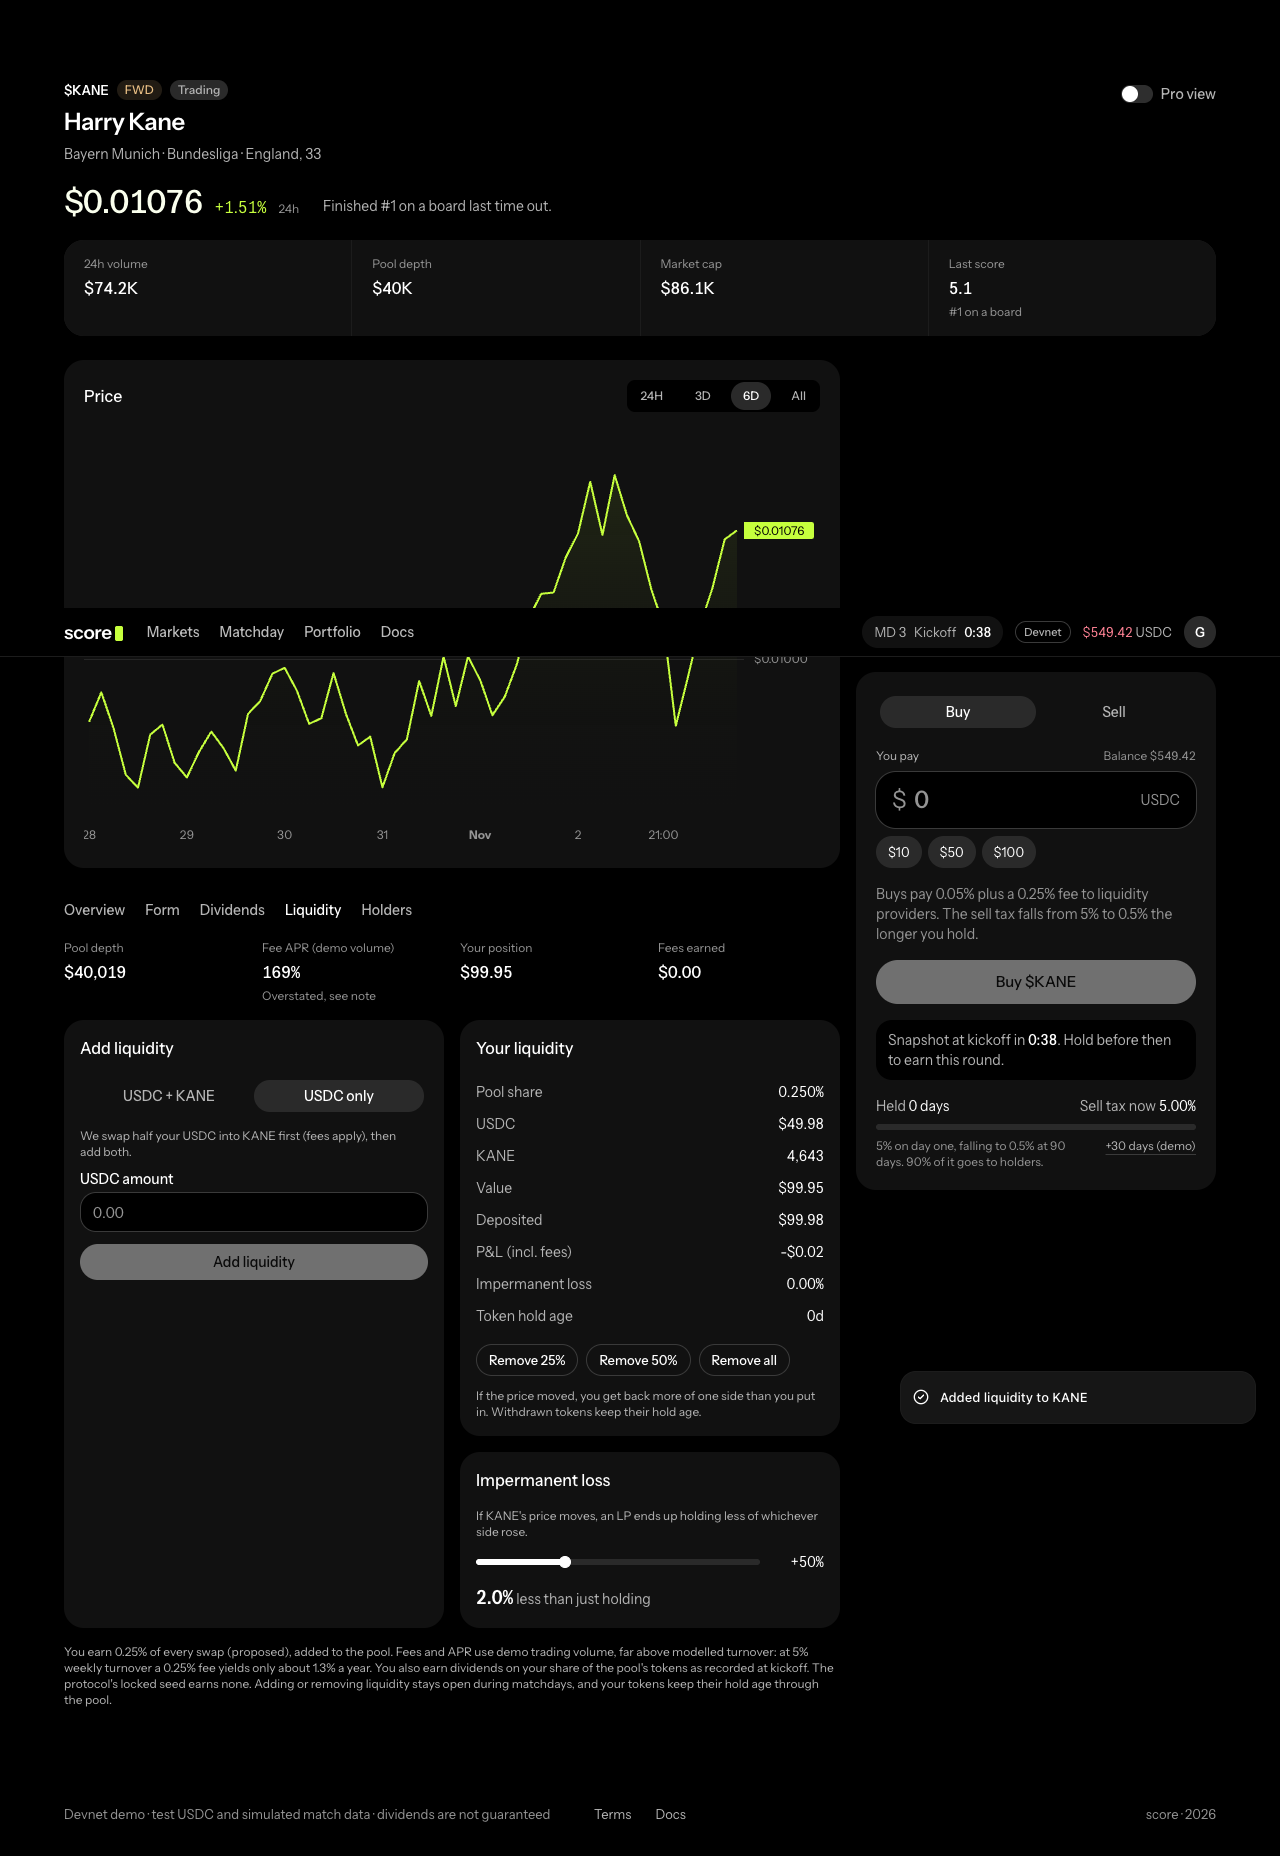 $KANE FWD Trading
Pro view
Harry Kane
Bayern Munich · Bundesliga · England, 33
$0.01076 +1.51% 24h Finished #1 on a board last time out.
24h volume
$74.2K
Pool depth
$40K
Market cap
$86.1K
Last score
5.1
#1 on a board
Price
24H 3D 6D All
$0.01076
score Markets Matchday Portfolio Docs
MD 3 Kickoff 0:38 Devnet $549.42 USDC G
$0.01000
28 29 30 31 Nov 2 21:00
Buy Sell
You pay Balance $549.42
$ 0 USDC
$10 $50 $100
Buys pay 0.05% plus a 0.25% fee to liquidity
providers. The sell tax falls from 5% to 0.5% the
longer you hold.
Buy $KANE
Snapshot at kickoff in 0:38. Hold before then
to earn this round.
Held 0 days Sell tax now 5.00%
5% on day one, falling to 0.5% at 90
days. 90% of it goes to holders.
+30 days (demo)
Overview Form Dividends Liquidity Holders
Pool depth
$40,019
Fee APR (demo volume)
169%
Overstated, see note
Your position
$99.95
Fees earned
$0.00
Add liquidity
USDC + KANE USDC only
We swap half your USDC into KANE first (fees apply), then
add both.
USDC amount
0.00
Add liquidity
Your liquidity
Pool share 0.250%
USDC $49.98
KANE 4,643
Value $99.95
Deposited $99.98
P&L (incl. fees) -$0.02
Impermanent loss 0.00%
Token hold age 0d
Remove 25% Remove 50% Remove all
If the price moved, you get back more of one side than you put
in. Withdrawn tokens keep their hold age.
Added liquidity to KANE
Impermanent loss
If KANE's price moves, an LP ends up holding less of whichever
side rose.
+50%
2.0% less than just holding
You earn 0.25% of every swap (proposed), added to the pool. Fees and APR use demo trading volume, far above modelled turnover: at 5%
weekly turnover a 0.25% fee yields only about 1.3% a year. You also earn dividends on your share of the pool's tokens as recorded at kickoff. The
protocol's locked seed earns none. Adding or removing liquidity stays open during matchdays, and your tokens keep their hold age through
the pool.
Devnet demo · test USDC and simulated match data · dividends are not guaranteed Terms Docs score · 2026